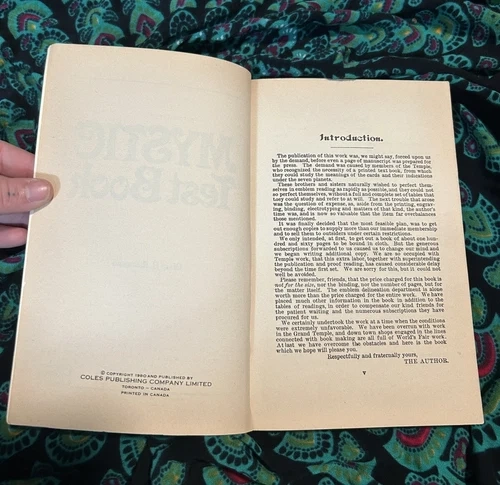 © COPYRIGHT 1980 AND PUBLISHED BY
COLES PUBLISHING COMPANY LIMITED
TORONTO — CANADA
PRINTED IN CANADA
Introduction.
The publication of this work was, we might say, forced upon us
by the demand, before even a page of manuscript was prepared for
the press. The demand was caused by members of the Temple,
who recognized the necessity of a printed text book, from which
they could study the meanings of the cards and their indications
under the seven planets.
These brothers and sisters naturally wished to perfect them-
selves in emblem reading as rapidly as possible, and they could not
so perfect themselves, without a full and complete set of tables that
they could study and refer to at will. The next trouble that arose
was the question of expense, as, aside from the printing, engrav-
ing, binding, electrotyping and matters of that kind, the author's
time was, and is now so valuable that the item far overbalances
those mentioned.
It was finally decided that the most feasible plan, was to get
out enough copies to supply more than our immediate membership
and to sell them to outsiders under certain restrictions.
We only intended, at first, to get out a book of about one hun-
dred and sixty pages to be bound in cloth. But the generous
subscriptions forwarded to us caused us to change our mind and
we began writing additional copy. We are so occupied with
Temple work, that this extra labor, together with superintending
the publication and proof reading, has caused considerable delay
beyond the time first set. We are sorry for this, but it could not
well be avoided.
Please remember, friends, that the price charged for this book is
not for the size, nor the binding, nor the number of pages, but for
the matter itself. The emblem delineation department is alone
worth more than the price charged for the entire work. We have
placed much other information in the book in addition to the
tables of readings, in order to compensate our kind friends for
the patient waiting and the numerous subscriptions they have
procured for us.
We certainly undertook the work at a time when the conditions
were extremely unfavorable. We have been overrun with work
in the Grand Temple, and down town shops engaged in the lines
connected with book making are all full of World's Fair work.
At last we have overcome the obstacles and here is the book
which we hope will please you.
Respectfully and fraternally yours,
THE AUTHOR.
v